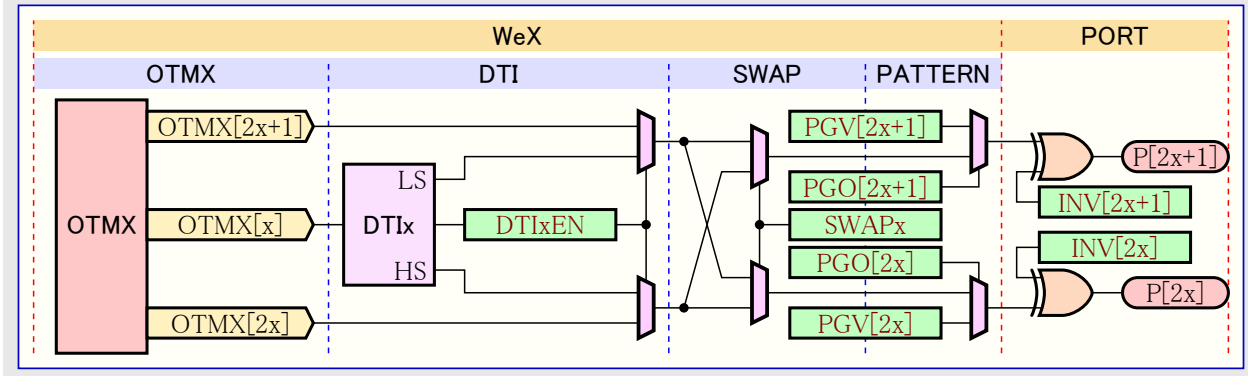 WeX
PORT
OTMX
DTI
SWAP
PATTERN
OTMX[2x+1]
PGV[2x+1]
P[2x+1]
LS
PGO[2x+1]
INV[2x+1]
OTMX
OTMX[x]
DTIx
DTIxEN
SWAPx
INV[2x]
HS
PGO[2x]
P[2x]
OTMX[2x]
PGV[2x]